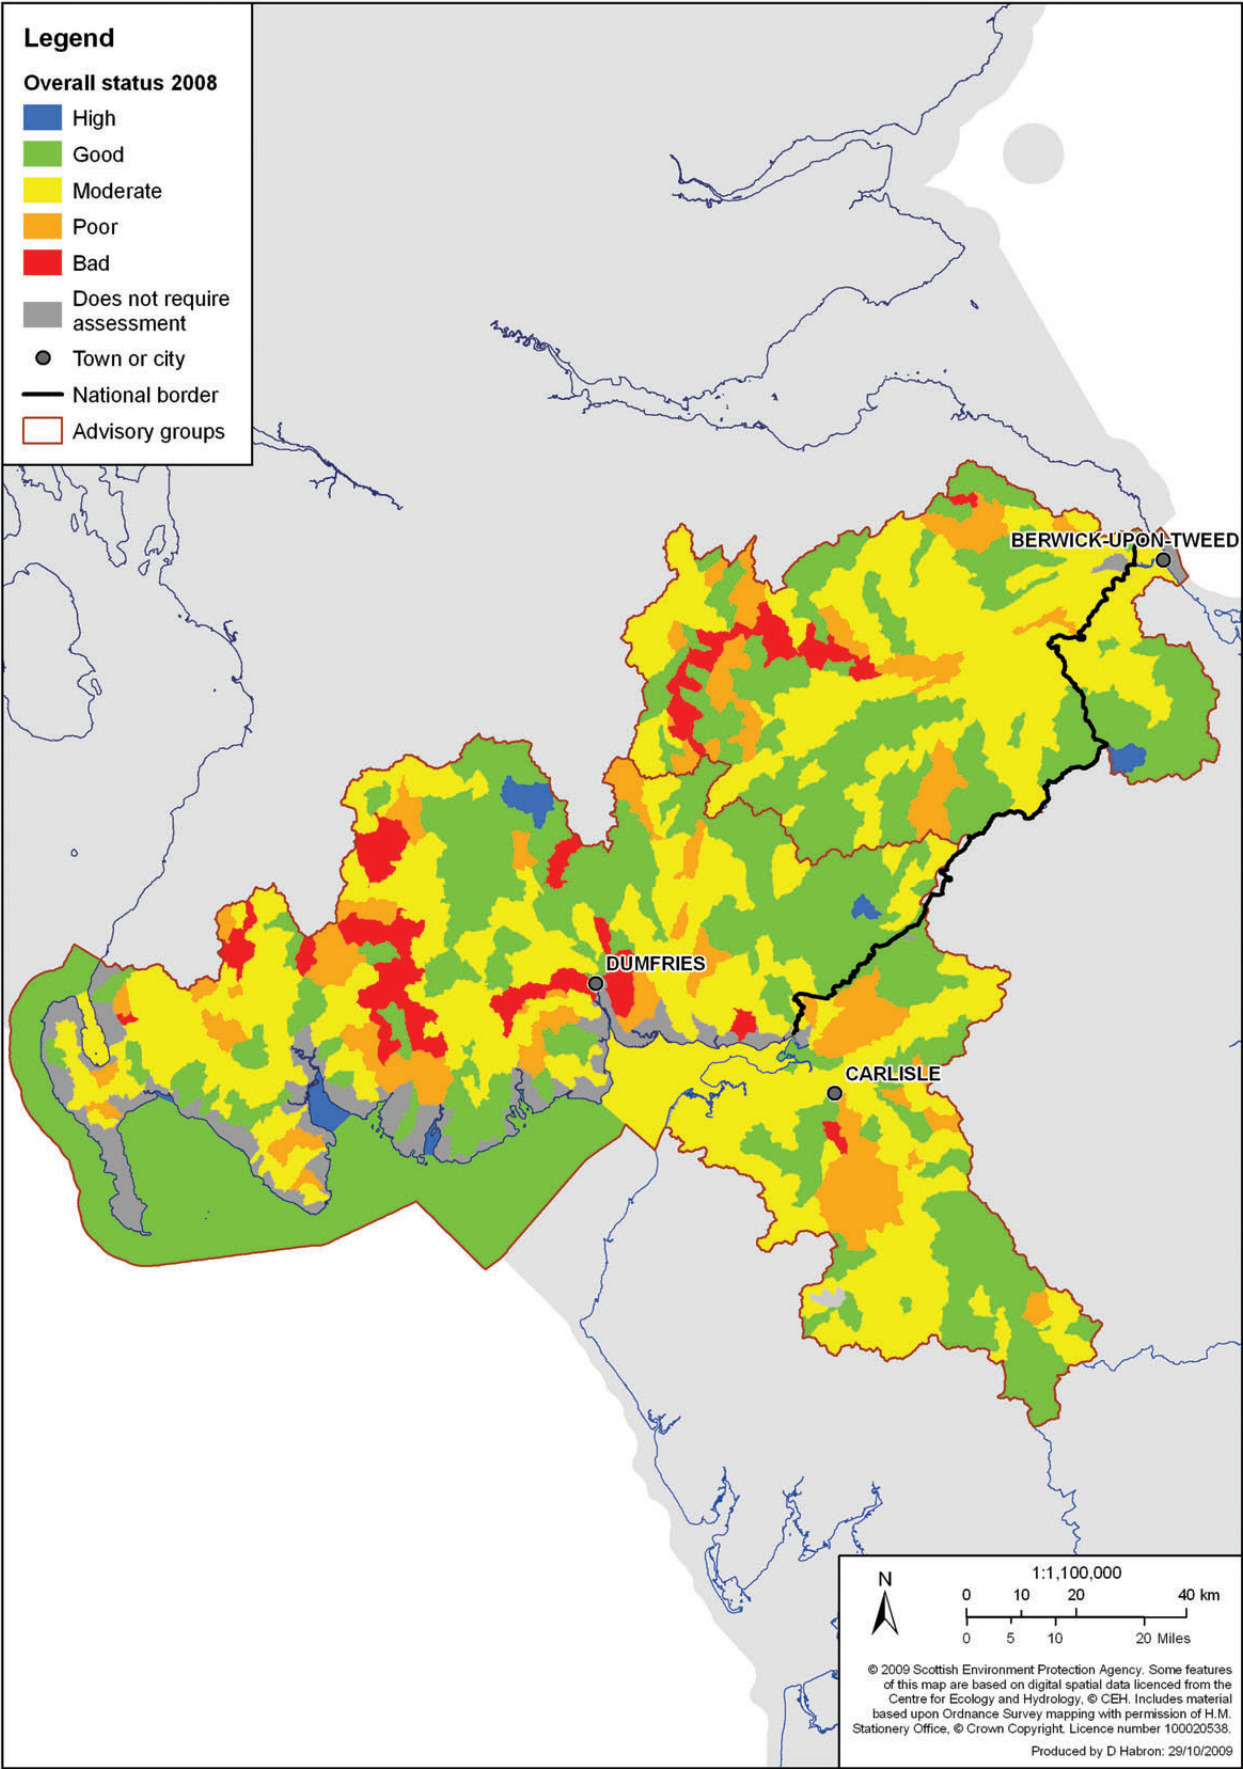 Legend
Overall status 2008
High
Good
Moderate
Poor
Bad
Does not require
assessment
Town or city
National border
Advisory groups
BERWICK-UPON-TWEED
DUMFRIES
CARLISLE
N
1:1,100,000
0 10 20 40 km
0 5 10 20 Miles
© 2009 Scottish Environment Protection Agency. Some features
of this map are based on digital spatial data licenced from the
Centre for Ecology and Hydrology, © CEH. Includes material
based upon Ordnance Survey mapping with permission of H.M.
Stationery Office, © Crown Copyright. Licence number 100020538.
Produced by D Habron: 29/10/2009